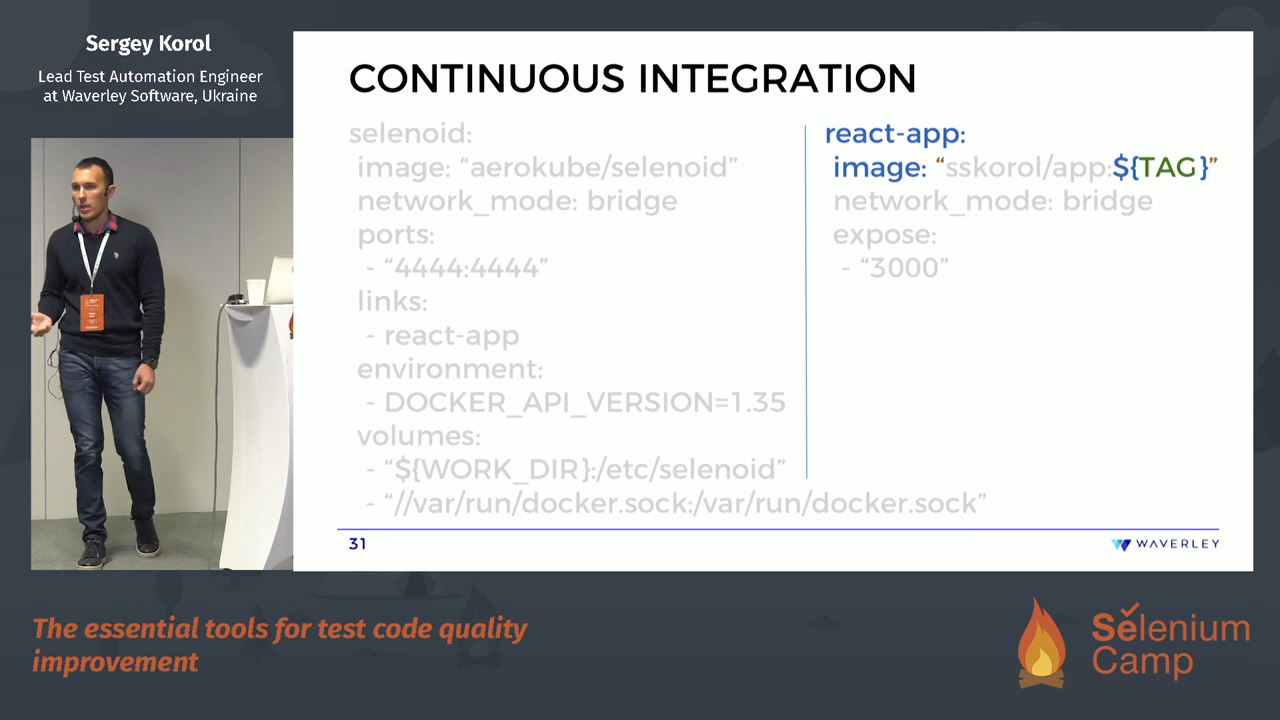 Sergey Korol
Lead Test Automation Engineer
at Waverley Software, Ukraine
CONTINUOUS INTEGRATION
selenoid:
image: “aerokube/selenoid”
network_mode: bridge
ports:
- “4444:4444”
links:
- react-app
environment:
- DOCKER_API_VERSION=1.35
volumes:
- “${WORK_DIR}:/etc/selenoid”
- “//var/run/docker.sock:/var/run/docker.sock”
react-app:
image: “sskorol/app:${TAG}”
network_mode: bridge
expose:
- “3000”
31
WAVERLEY
The essential tools for test code quality
improvement
Selenium
Camp